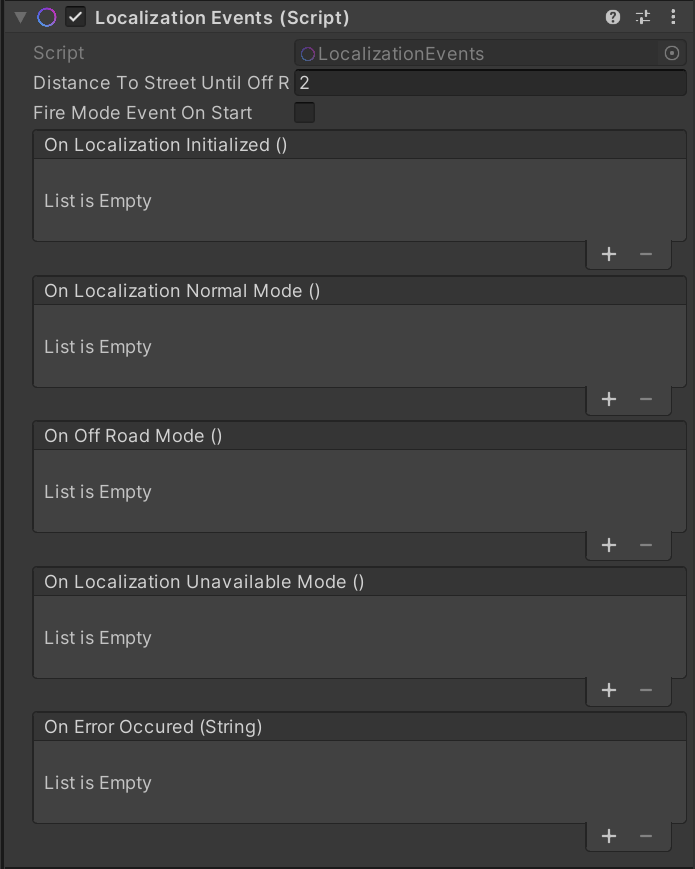 Localization Events (Script)
Script LocalizationEvents
Distance To Street Until Off R 2
Fire Mode Event On Start
On Localization Initialized ()
List is Empty
+ −
On Localization Normal Mode ()
List is Empty
+ −
On Off Road Mode ()
List is Empty
+ −
On Localization Unavailable Mode ()
List is Empty
+ −
On Error Occured (String)
List is Empty
+ −